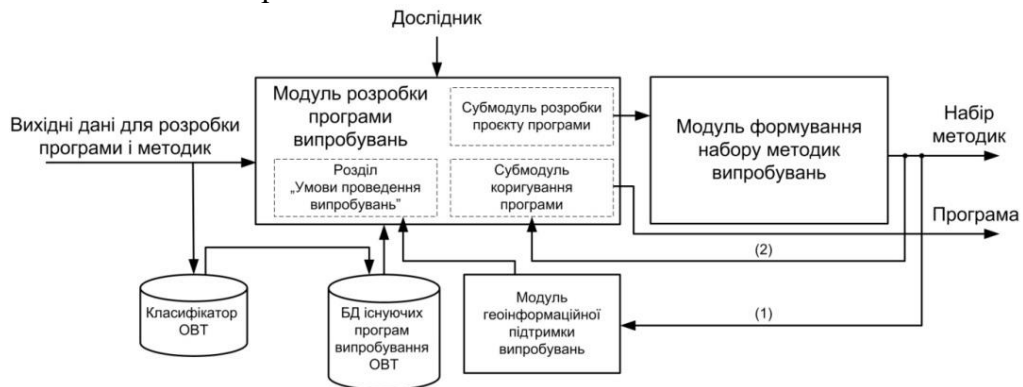 Дослідник
Модуль розробки
програми
випробувань
Субмодуль розробки
проєкту програми
Розділ
„Умови проведення
випробувань”
Субмодуль
коригування
програми
Модуль формування
набору методик
випробувань
Вихідні дані для розробки
програми і методик
Набір
методик
Програма
(2)
(1)
Класифікатор
ОВТ
БД існуючих
програм
випробування
ОВТ
Модуль
геоінформаційної
підтримки
випробувань